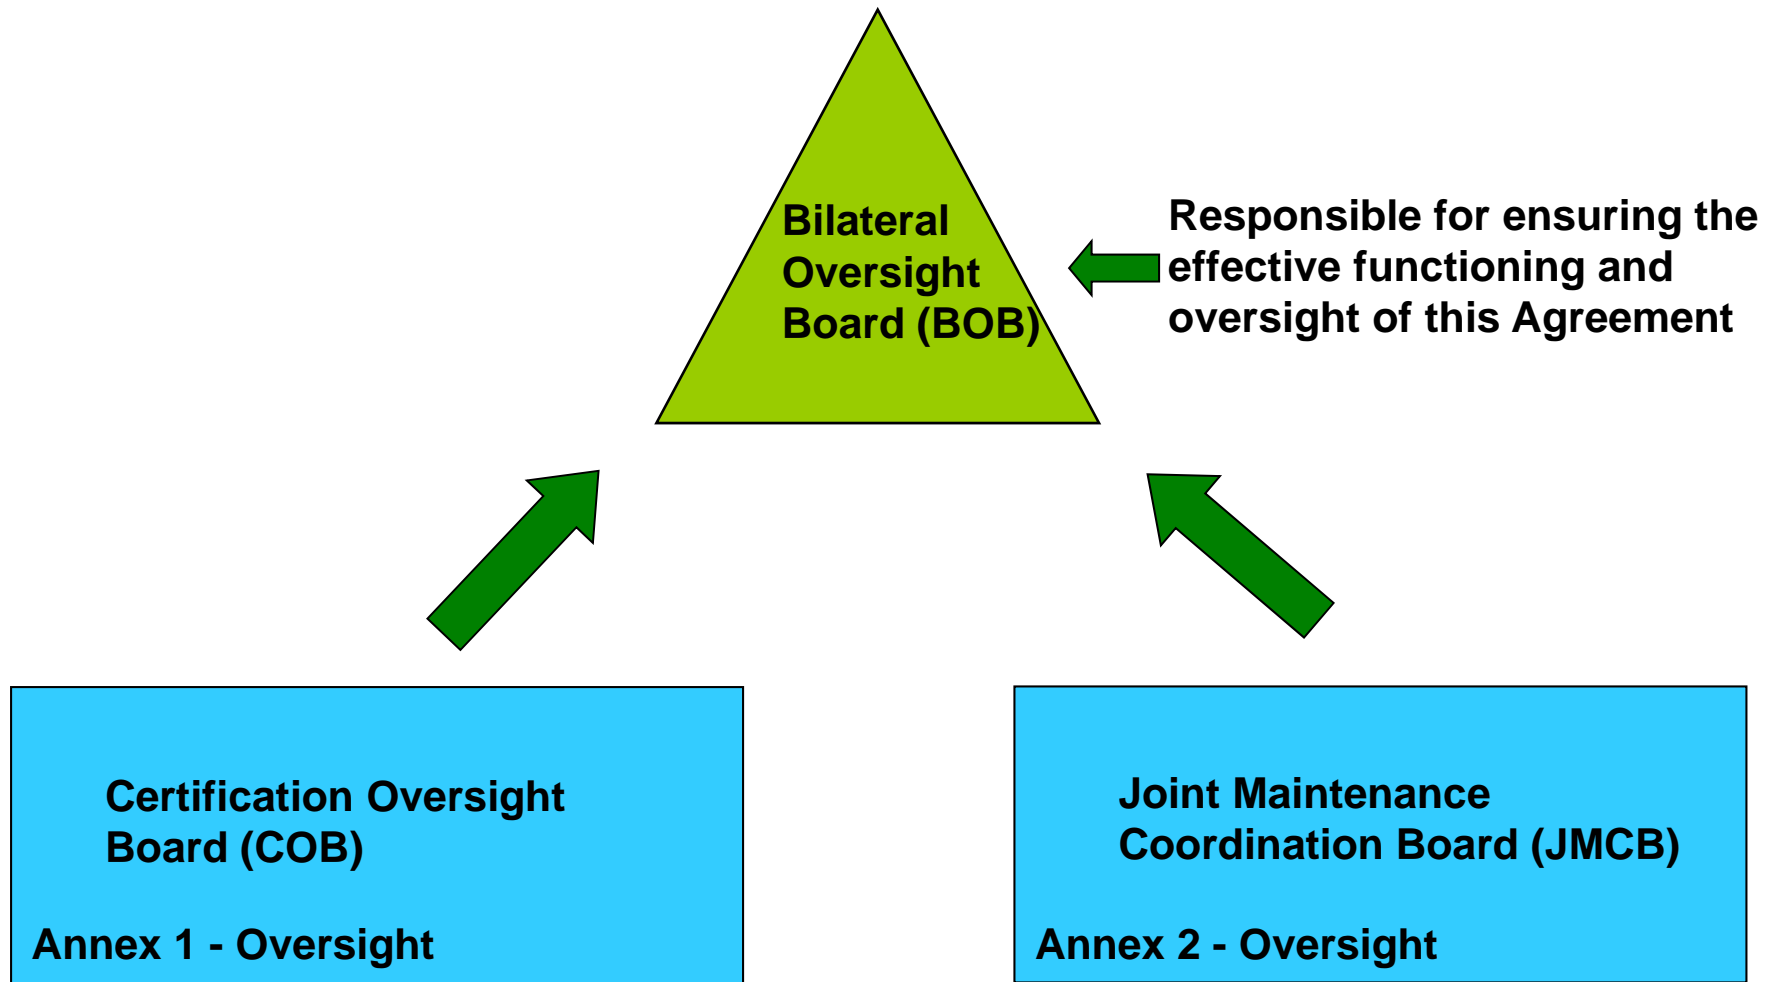 Bilateral
Oversight
Board (BOB)
Responsible for ensuring the
effective functioning and
oversight of this Agreement
Certification Oversight
Board (COB)
Annex 1 - Oversight
Joint Maintenance
Coordination Board (JMCB)
Annex 2 - Oversight